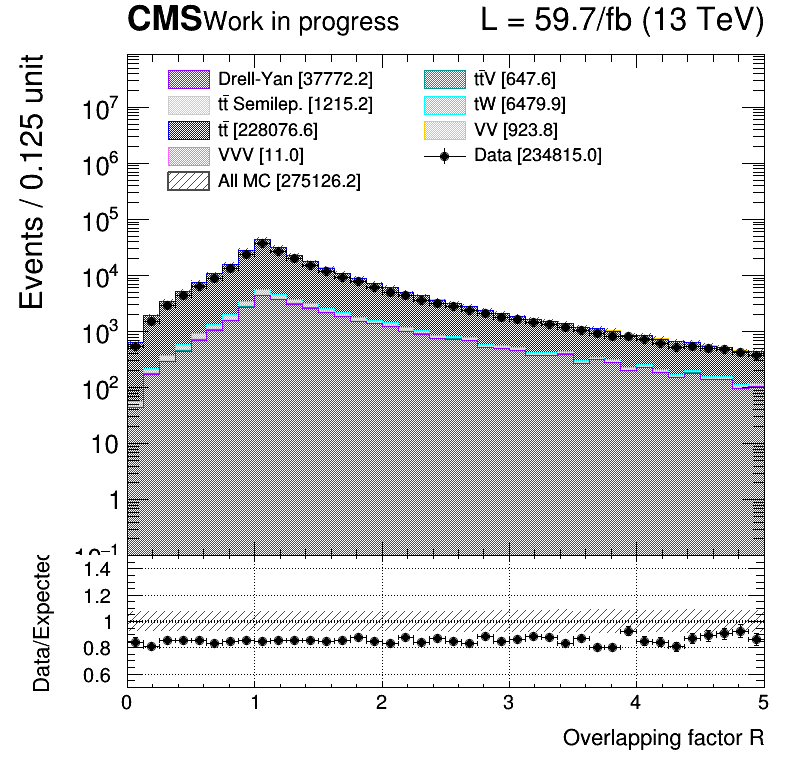 CMS Work in progress L = 59.7/fb (13 TeV)
Events / 0.125 unit
Drell-Yan [37772.2]
tt̄ Semilep. [1215.2]
tt̄ [228076.6]
VVV [11.0]
All MC [275126.2]
tt̄V [647.6]
tW [6479.9]
VV [923.8]
Data [234815.0]
10⁷
10⁶
10⁵
10⁴
10³
10²
10
1
10⁻¹
Data/Expected
1.4
1.2
1
0.8
0.6
0 1 2 3 4 5
Overlapping factor R